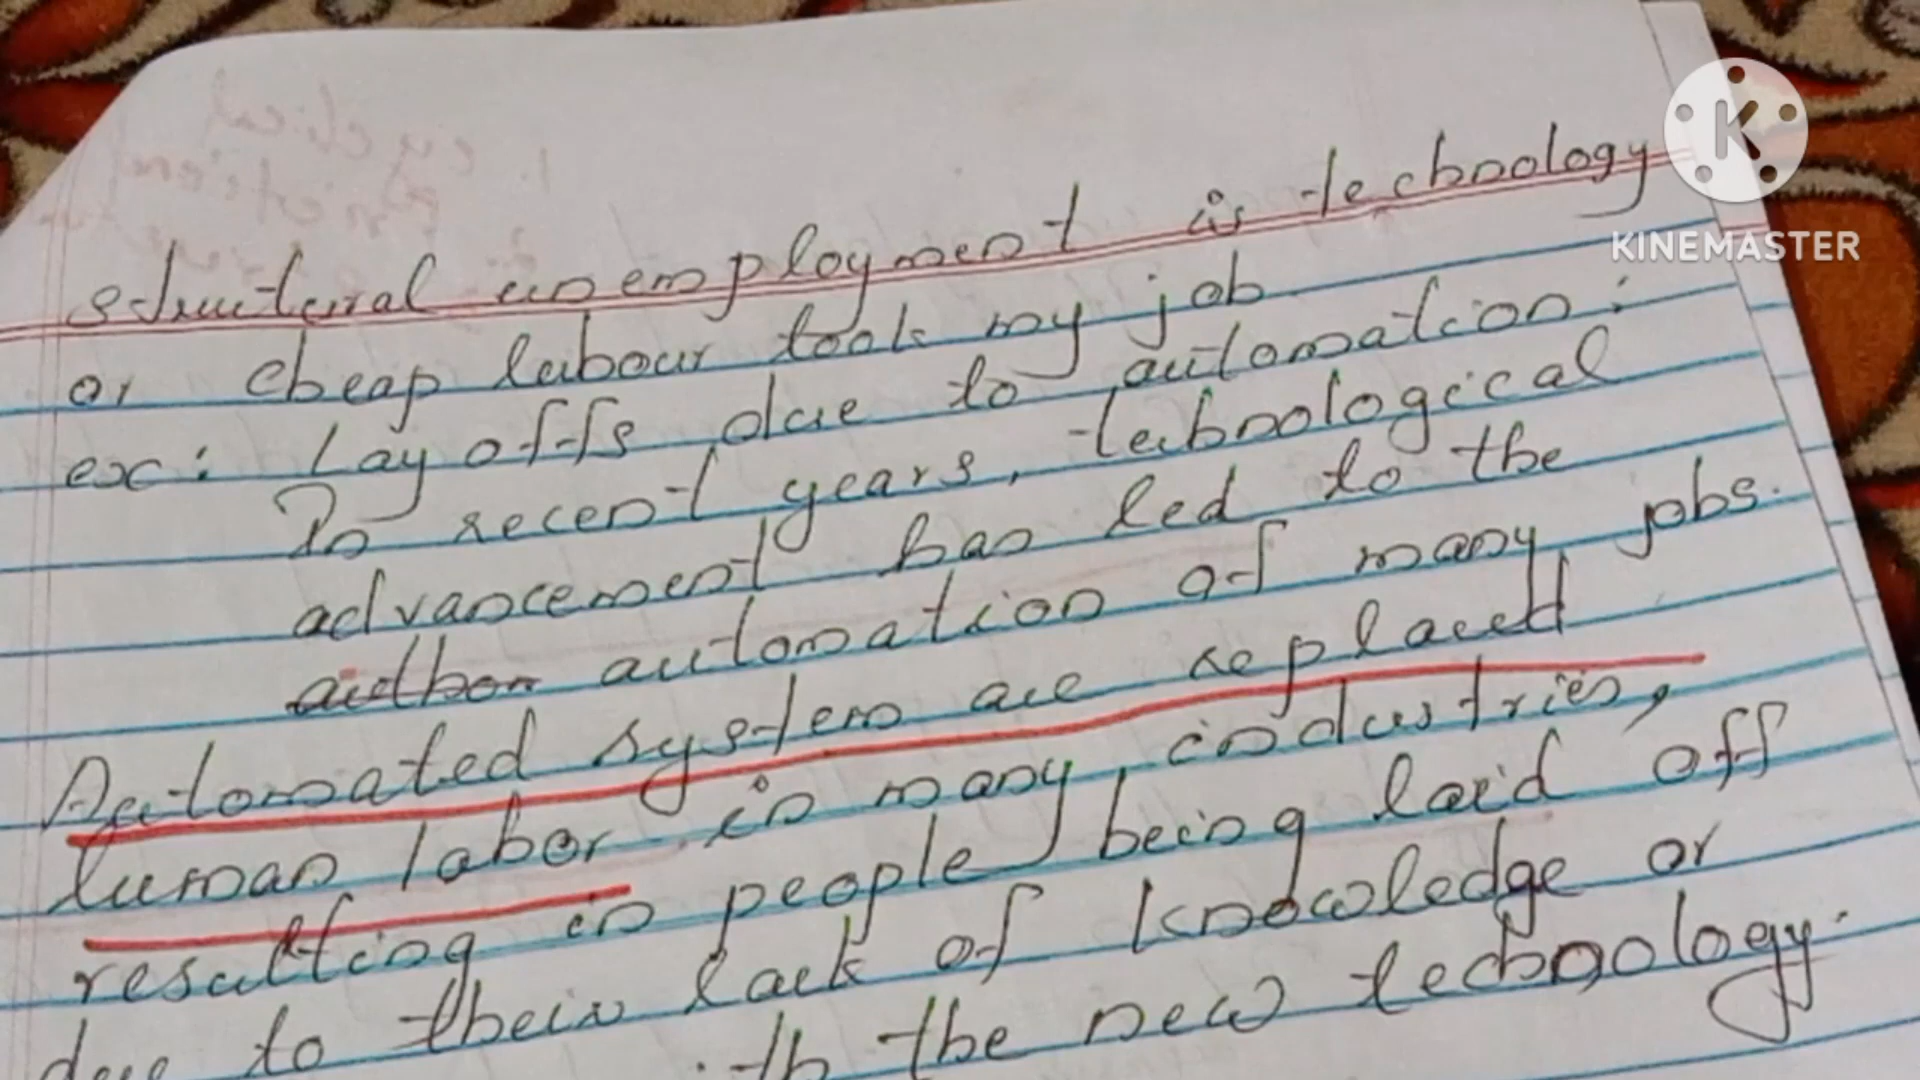 structural unemployment is technology
or cheap labour took my job
ex: Lay offs due to automation:
In recent years, technological
advancement has led to the
automation of many jobs.
Automated system are replaced
human labor in many industries,
resulting in people being laid off
due to their lack of knowledge or
the new technology.
KINEMASTER